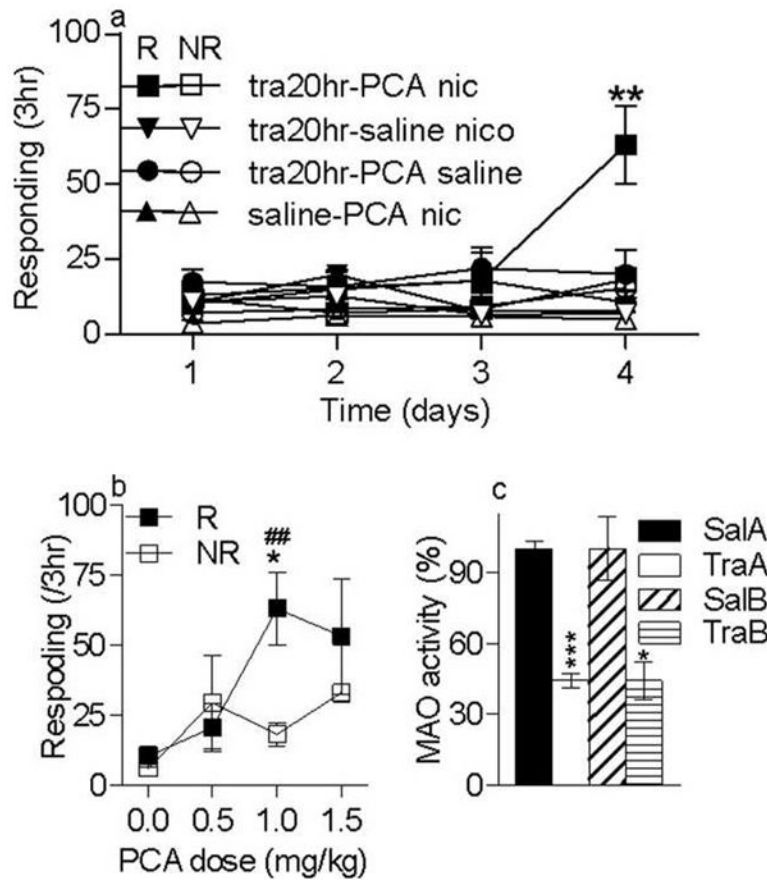 a
100
75
50
25
0
Responding (3hr)
R NR
tra20hr-PCA nic
tra20hr-saline nico
tra20hr-PCA saline
saline-PCA nic
**
1 2 3 4
Time (days)
b
100
75
50
25
0
Respoding (/3hr)
R
NR
##
*
0.0 0.5 1.0 1.5
PCA dose (mg/kg)
c
90
60
30
0
MAO activity (%)
***
*
SalA
TraA
SalB
TraB